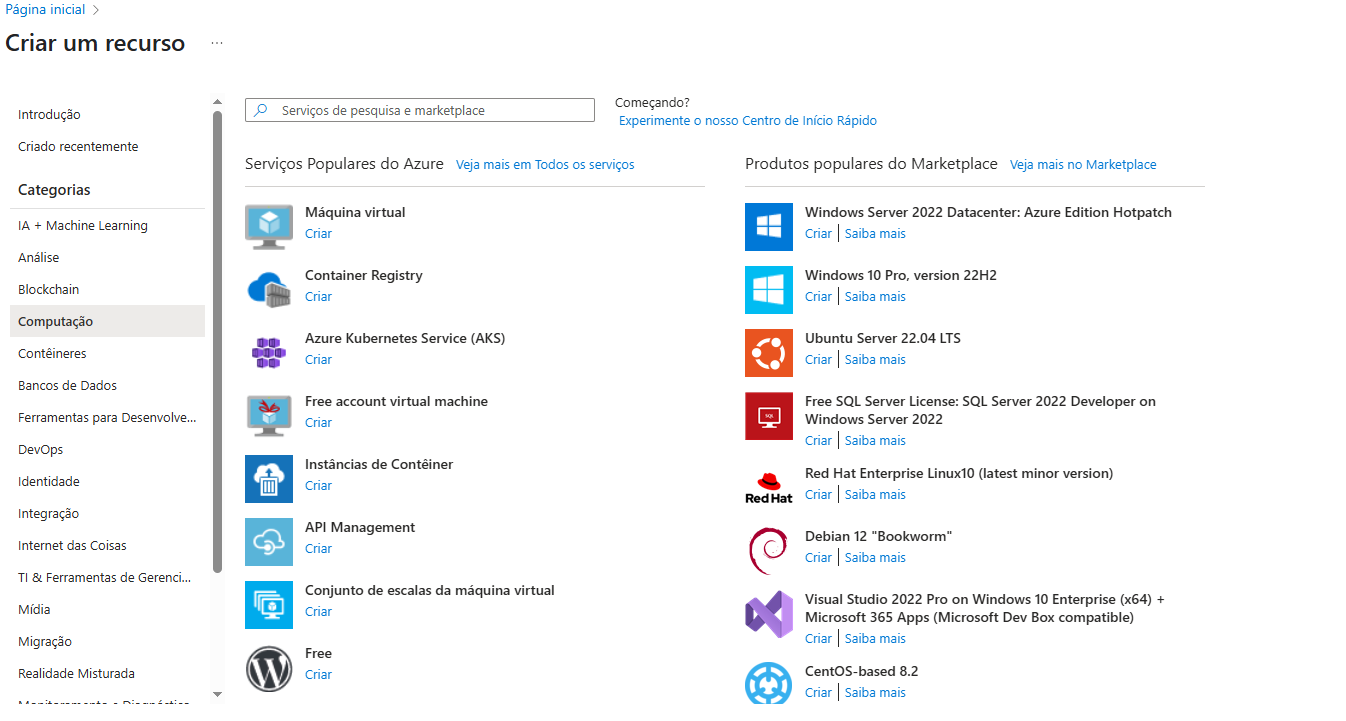 Página inicial
Criar um recurso
Introdução
Criado recentemente
Categorias
IA + Machine Learning
Análise
Blockchain
Computação
Contêineres
Bancos de Dados
Ferramentas para Desenvolve...
DevOps
Identidade
Integração
Internet das Coisas
TI & Ferramentas de Gerenci...
Mídia
Migração
Realidade Misturada
Serviços de pesquisa e marketplace
Começando?
Experimente o nosso Centro de Início Rápido
Serviços Populares do Azure Veja mais em Todos os serviços
Máquina virtual
Criar
Container Registry
Criar
Azure Kubernetes Service (AKS)
Criar
Free account virtual machine
Criar
Instâncias de Contêiner
Criar
API Management
Criar
Conjunto de escalas da máquina virtual
Criar
Free
Criar
Produtos populares do Marketplace Veja mais no Marketplace
Windows Server 2022 Datacenter: Azure Edition Hotpatch
Criar | Saiba mais
Windows 10 Pro, version 22H2
Criar | Saiba mais
Ubuntu Server 22.04 LTS
Criar | Saiba mais
SQL
Free SQL Server License: SQL Server 2022 Developer on
Windows Server 2022
Criar | Saiba mais
Red Hat
Red Hat Enterprise Linux10 (latest minor version)
Criar | Saiba mais
Debian 12 "Bookworm"
Criar | Saiba mais
Visual Studio 2022 Pro on Windows 10 Enterprise (x64) +
Microsoft 365 Apps (Microsoft Dev Box compatible)
Criar | Saiba mais
CentOS-based 8.2
Criar | Saiba mais